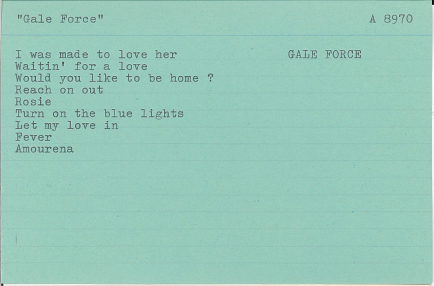 "Gale Force" A 8970
I was made to love her GALE FORCE
Waitin' for a love
Would you like to be home ?
Reach on out
Rosie
Turn on the blue lights
Let my love in
Fever
Amourena